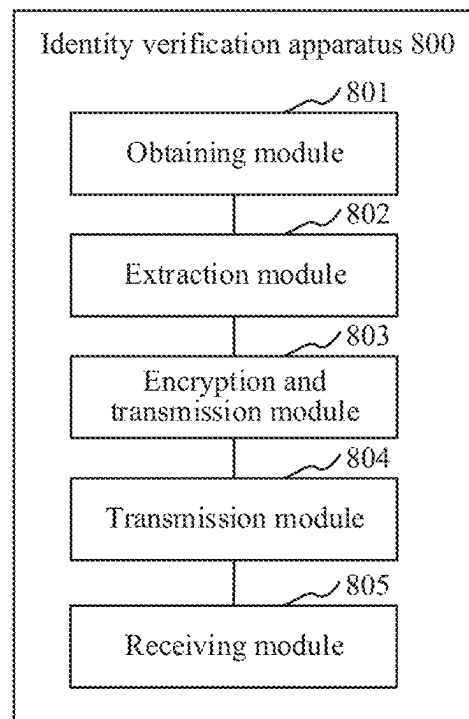 Identity verification apparatus 800
801
Obtaining module
802
Extraction module
803
Encryption and
transmission module
804
Transmission module
805
Receiving module